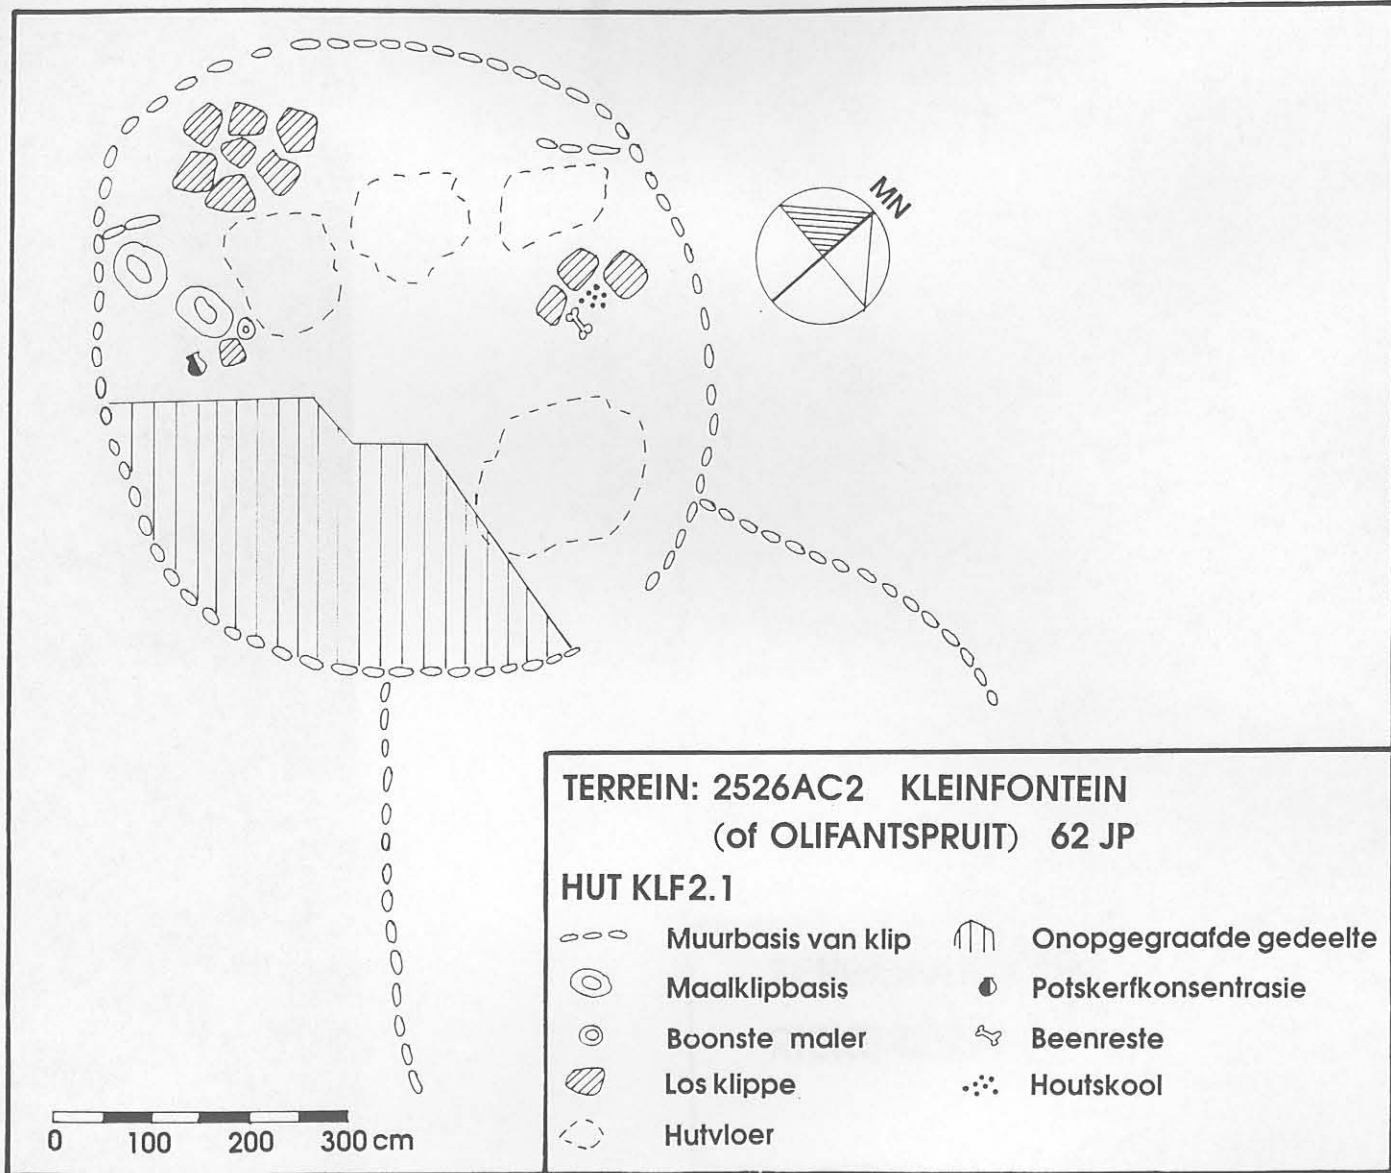 MN
TERREIN: 2526AC2 KLEINFONTEIN
(of OLIFANTSPRUIT) 62 JP
HUT KLF2.1
Muurbasis van klip
Onopgegraafde gedeelte
Maalklipbasis
Potskerfkonsentrasie
Boonste maler
Beenreste
Los klippe
Houtskool
Hutvloer
0 100 200 300 cm